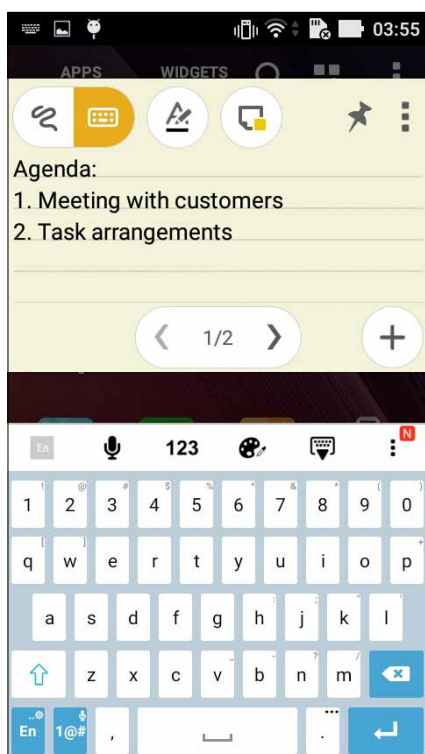 03:55
APPS WIDGETS
Agenda:
1. Meeting with customers
2. Task arrangements
1/2
En 123 N
! @ # $ % ^ & * ( )
1 2 3 4 5 6 7 8 9 0
[ ] +
q w e r t y u i o p
: ; '
a s d f g h j k l
_ - ? /
z x c v b n m
En 1@# , .